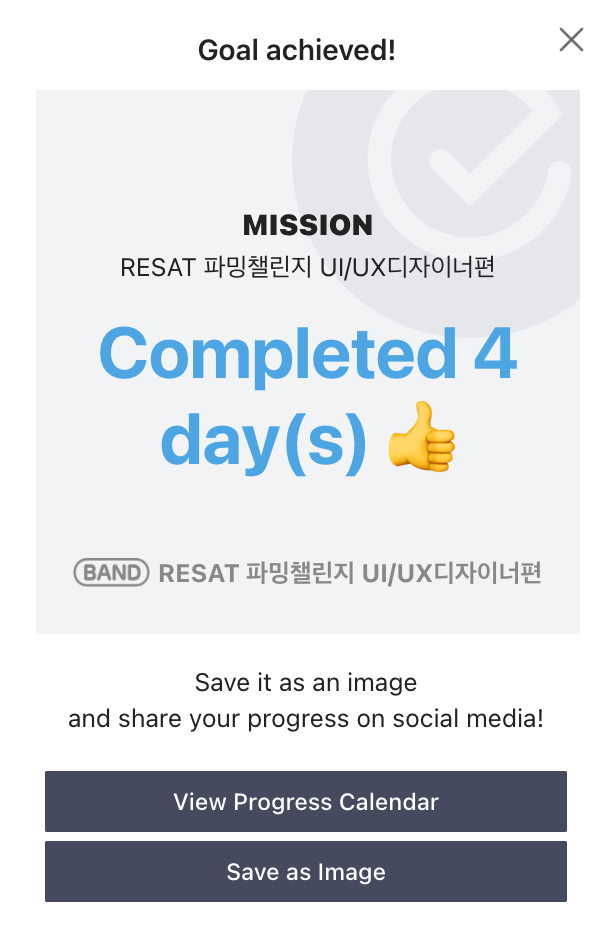 Goal achieved!
MISSION
RESAT 파밍챌린지 UI/UX디자이너편
Completed 4
day(s) 👍
BAND RESAT 파밍챌린지 UI/UX디자이너편
Save it as an image
and share your progress on social media!
View Progress Calendar
Save as Image